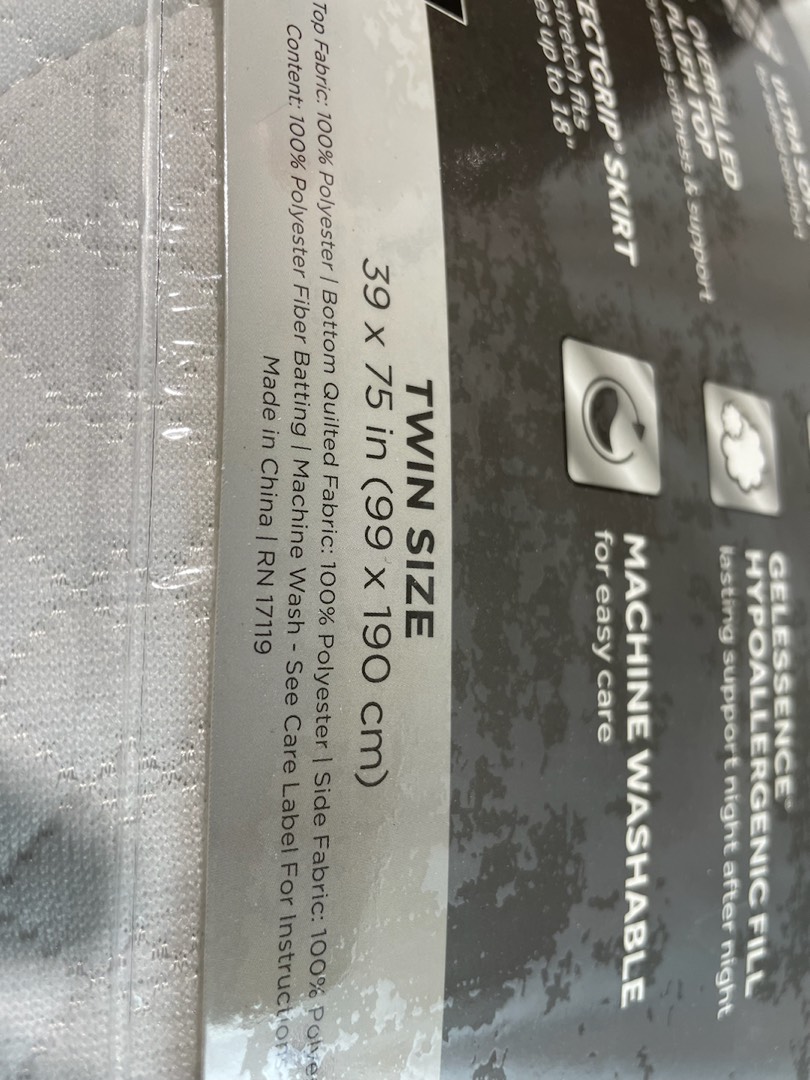 ULTRA
OVERFILLED
PLUSH TOP
softness & support
SKIRT
stretch fits
up to 18"
GELESSENCE®
HYPOALLERGENIC FILL
lasting support night after night
MACHINE WASHABLE
for easy care
TWIN SIZE
39 x 75 in (99 x 190 cm)
Top Fabric: 100% Polyester | Bottom Quilted Fabric: 100% Polyester | Side Fabric: 100%
Content: 100% Polyester Fiber Batting | Machine Wash - See Care Label For Instructions
Made in China | RN 17119